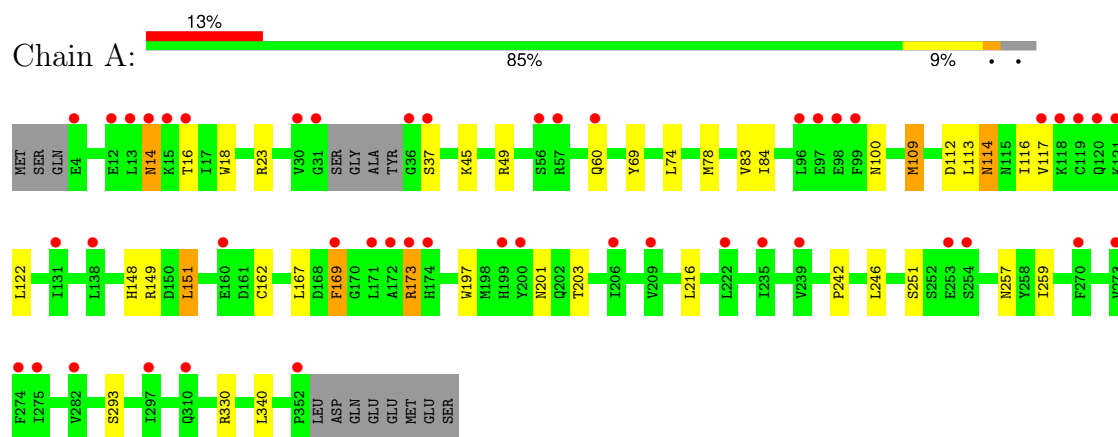 13%
Chain A:
85% 9% • •
MET SER GLN E4 E12 L13 N14 K15 T16 I17 W18 R23 V30 G31 SER GLY ALA TYR G36 S37 K45 R49 S56 R57 Q60 Y69 L74 M78 V83 I84 L96 E97 E98 F99 N100 M109 D112 L113 N114 N115 I116 V117 K118 C119 Q120 K121
L122 I131 L138 H148 R149 D150 L151 E160 D161 C162 L167 D168 F169 G170 L171 A172 R173 H174 W197 M198 H199 Y200 N201 Q202 T203 I206 V209 L216 L222 I235 V239 P242 L246 S251 S252 E253 S254 N257 Y258 I259 F270 V273
F274 I275 V282 S293 I297 Q310 R330 L340 P352 LEU ASP GLN GLU GLU MET GLU SER